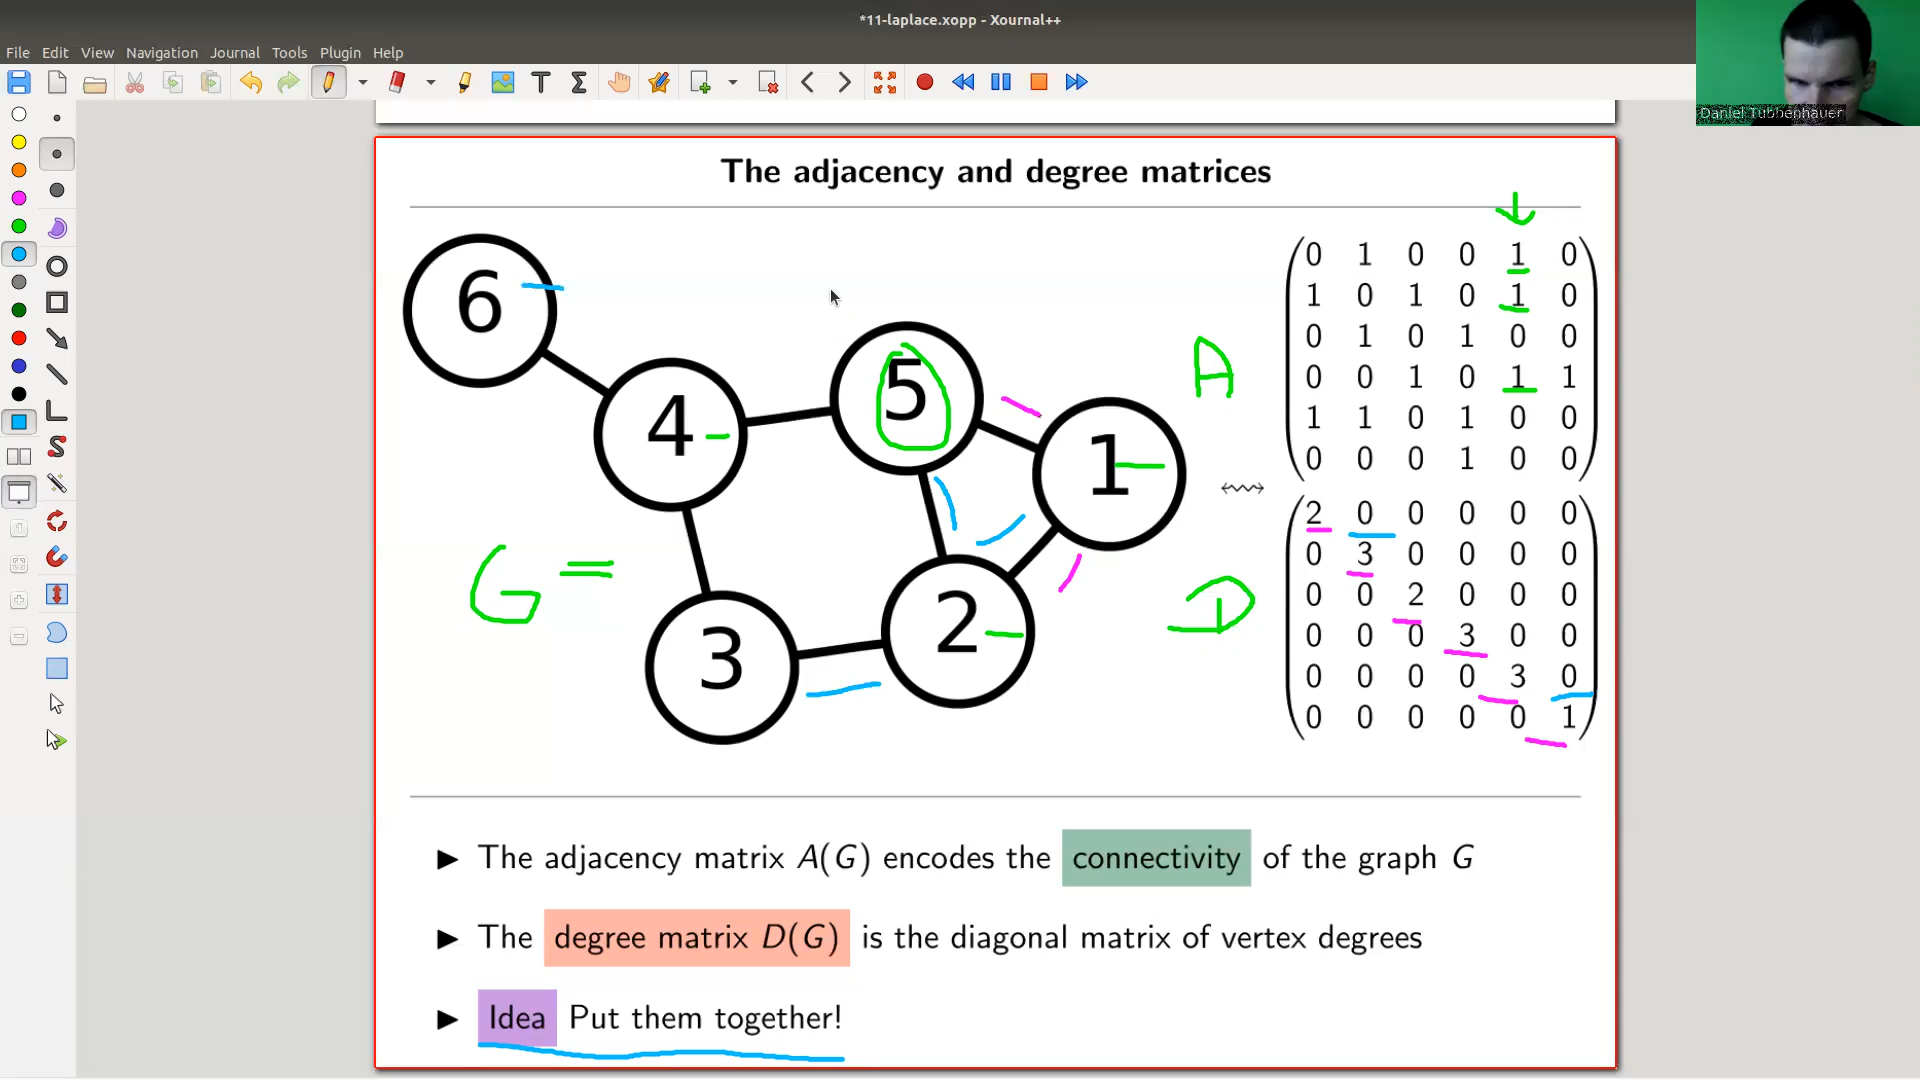 *11-laplace.xopp - Xournal++
File Edit View Navigation Journal Tools Plugin Help
Daniel Tubbenhauer
The adjacency and degree matrices
6
5
4
1
3
2
G =
A
0 1 0 0 1 0
1 0 1 0 1 0
0 1 0 1 0 0
0 0 1 0 1 1
1 1 0 1 0 0
0 0 0 1 0 0
D
2 0 0 0 0 0
0 3 0 0 0 0
0 0 2 0 0 0
0 0 0 3 0 0
0 0 0 0 3 0
0 0 0 0 0 1
▶ The adjacency matrix A(G) encodes the connectivity of the graph G
▶ The degree matrix D(G) is the diagonal matrix of vertex degrees
▶ Idea Put them together!